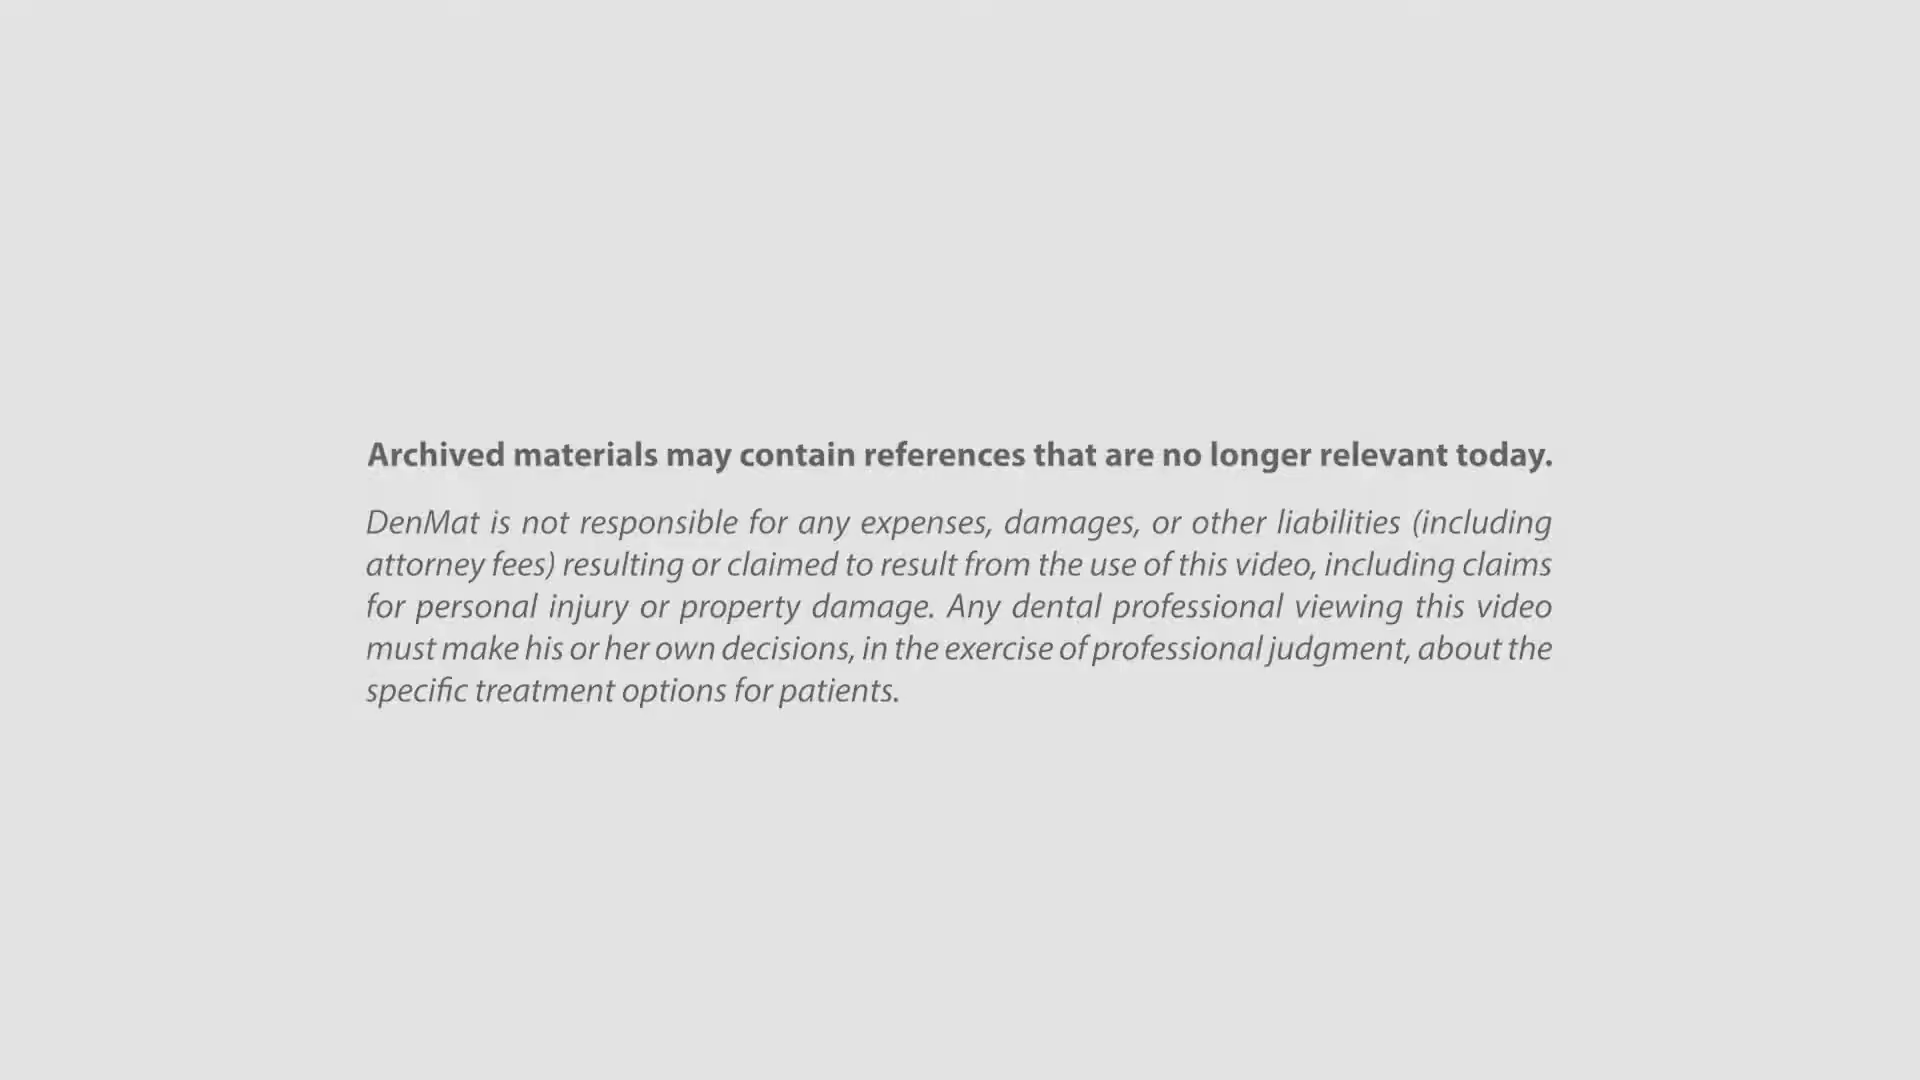 Archived materials may contain references that are no longer relevant today.
DenMat is not responsible for any expenses, damages, or other liabilities (including
attorney fees) resulting or claimed to result from the use of this video, including claims
for personal injury or property damage. Any dental professional viewing this video
must make his or her own decisions, in the exercise of professional judgment, about the
specific treatment options for patients.